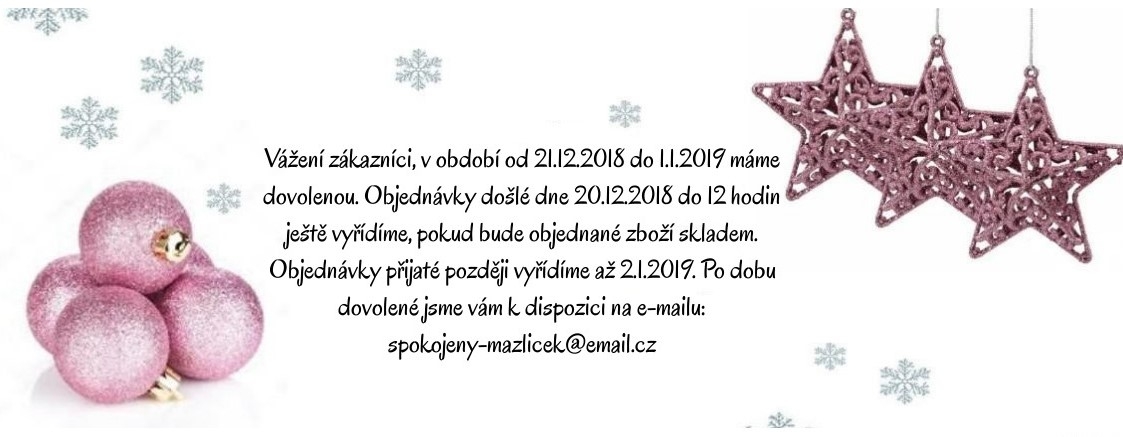 Vážení zákazníci, v období od 21.12.2018 do 1.1.2019 máme
dovolenou. Objednávky došlé dne 20.12.2018 do 12 hodin
ještě vyřídíme, pokud bude objednané zboží skladem.
Objednávky přijaté později vyřídíme až 2.1.2019. Po dobu
dovolené jsme vám k dispozici na e-mailu:
spokojeny-mazlicek@email.cz